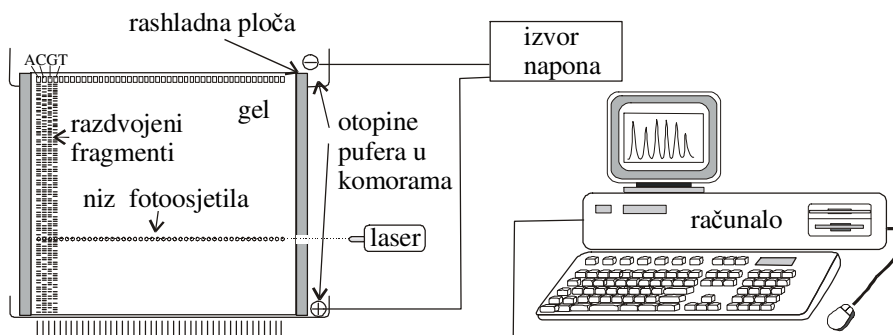 rashladna ploča
izvor
napona
ACGT
gel
razdvojeni
fragmenti
otopine
pufera u
komorama
niz fotoosjetila
laser
računalo